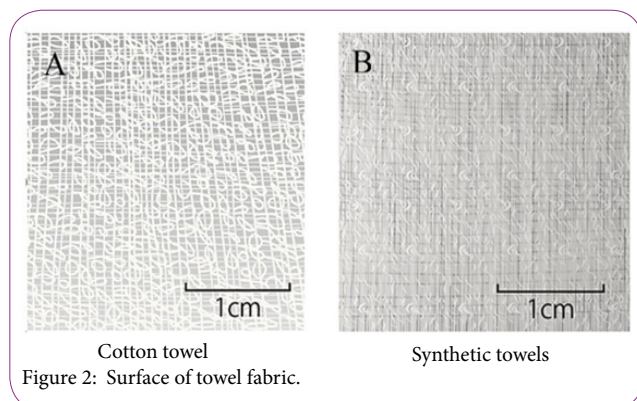 A
B
1cm
1cm
Cotton towel
Synthetic towels
Figure 2: Surface of towel fabric.